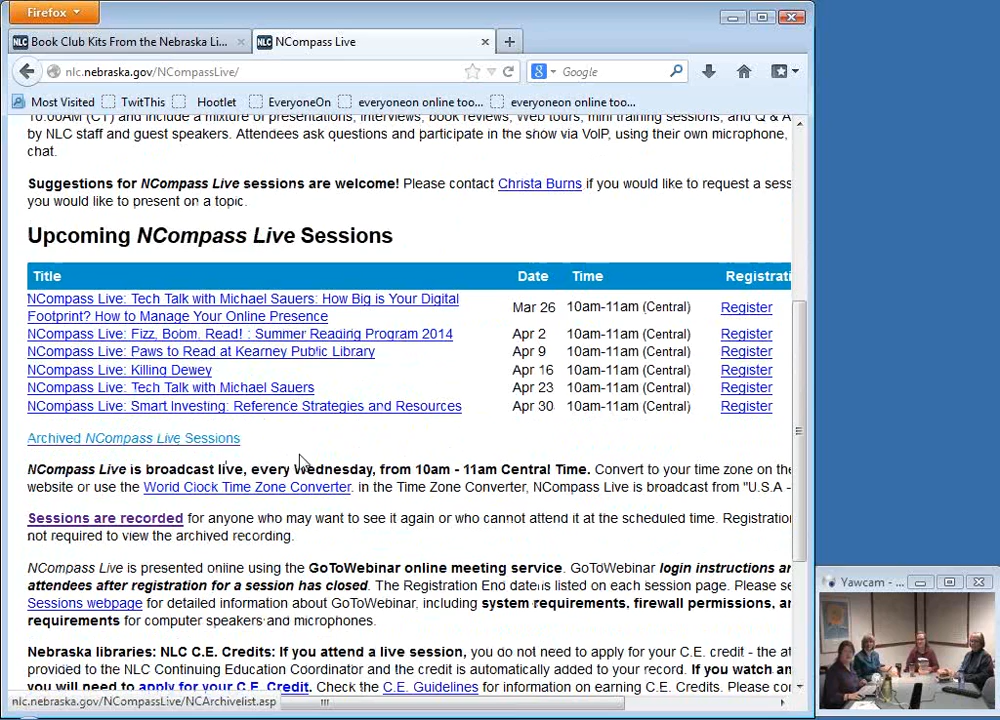 Firefox
Book Club Kits From the Nebraska Li...
NCompass Live
nlc.nebraska.gov/NCompassLive/
Google
Most Visited TwitThis Hootlet EveryoneOn everyoneon online too... everyoneon online too...
10:00AM (CT) and include a mixture of presentations, interviews, book reviews, Web tours, mini training sessions, and Q & A
by NLC staff and guest speakers. Attendees ask questions and participate in the show via VoIP, using their own microphone,
chat.
Suggestions for NCompass Live sessions are welcome! Please contact Christa Burns if you would like to request a sess
you would like to present on a topic.
Upcoming NCompass Live Sessions
Title Date Time Registrati
NCompass Live: Tech Talk with Michael Sauers: How Big is Your Digital
Footprint? How to Manage Your Online Presence Mar 26 10am-11am (Central) Register
NCompass Live: Fizz, Boom, Read! : Summer Reading Program 2014 Apr 2 10am-11am (Central) Register
NCompass Live: Paws to Read at Kearney Public Library Apr 9 10am-11am (Central) Register
NCompass Live: Killing Dewey Apr 16 10am-11am (Central) Register
NCompass Live: Tech Talk with Michael Sauers Apr 23 10am-11am (Central) Register
NCompass Live: Smart Investing: Reference Strategies and Resources Apr 30 10am-11am (Central) Register
Archived NCompass Live Sessions
NCompass Live is broadcast live, every Wednesday, from 10am - 11am Central Time. Convert to your time zone on the
website or use the World Clock Time Zone Converter. in the Time Zone Converter, NCompass Live is broadcast from "U.S.A -
Sessions are recorded for anyone who may want to see it again or who cannot attend it at the scheduled time. Registration
not required to view the archived recording.
NCompass Live is presented online using the GoToWebinar online meeting service. GoToWebinar login instructions ar
attendees after registration for a session has closed. The Registration End date is listed on each session page. Please se
Sessions webpage for detailed information about GoToWebinar, including system requirements, firewall permissions, ar
requirements for computer speakers and microphones.
Nebraska libraries: NLC C.E. Credits: If you attend a live session, you do not need to apply for your C.E. credit - the at
provided to the NLC Continuing Education Coordinator and the credit is automatically added to your record. If you watch an
you will need to apply for your C.E. Credit. Check the C.E. Guidelines for information on earning C.E. Credits. Please co
nlc.nebraska.gov/NCompassLive/NCArchivelist.asp
Yawcam - ...